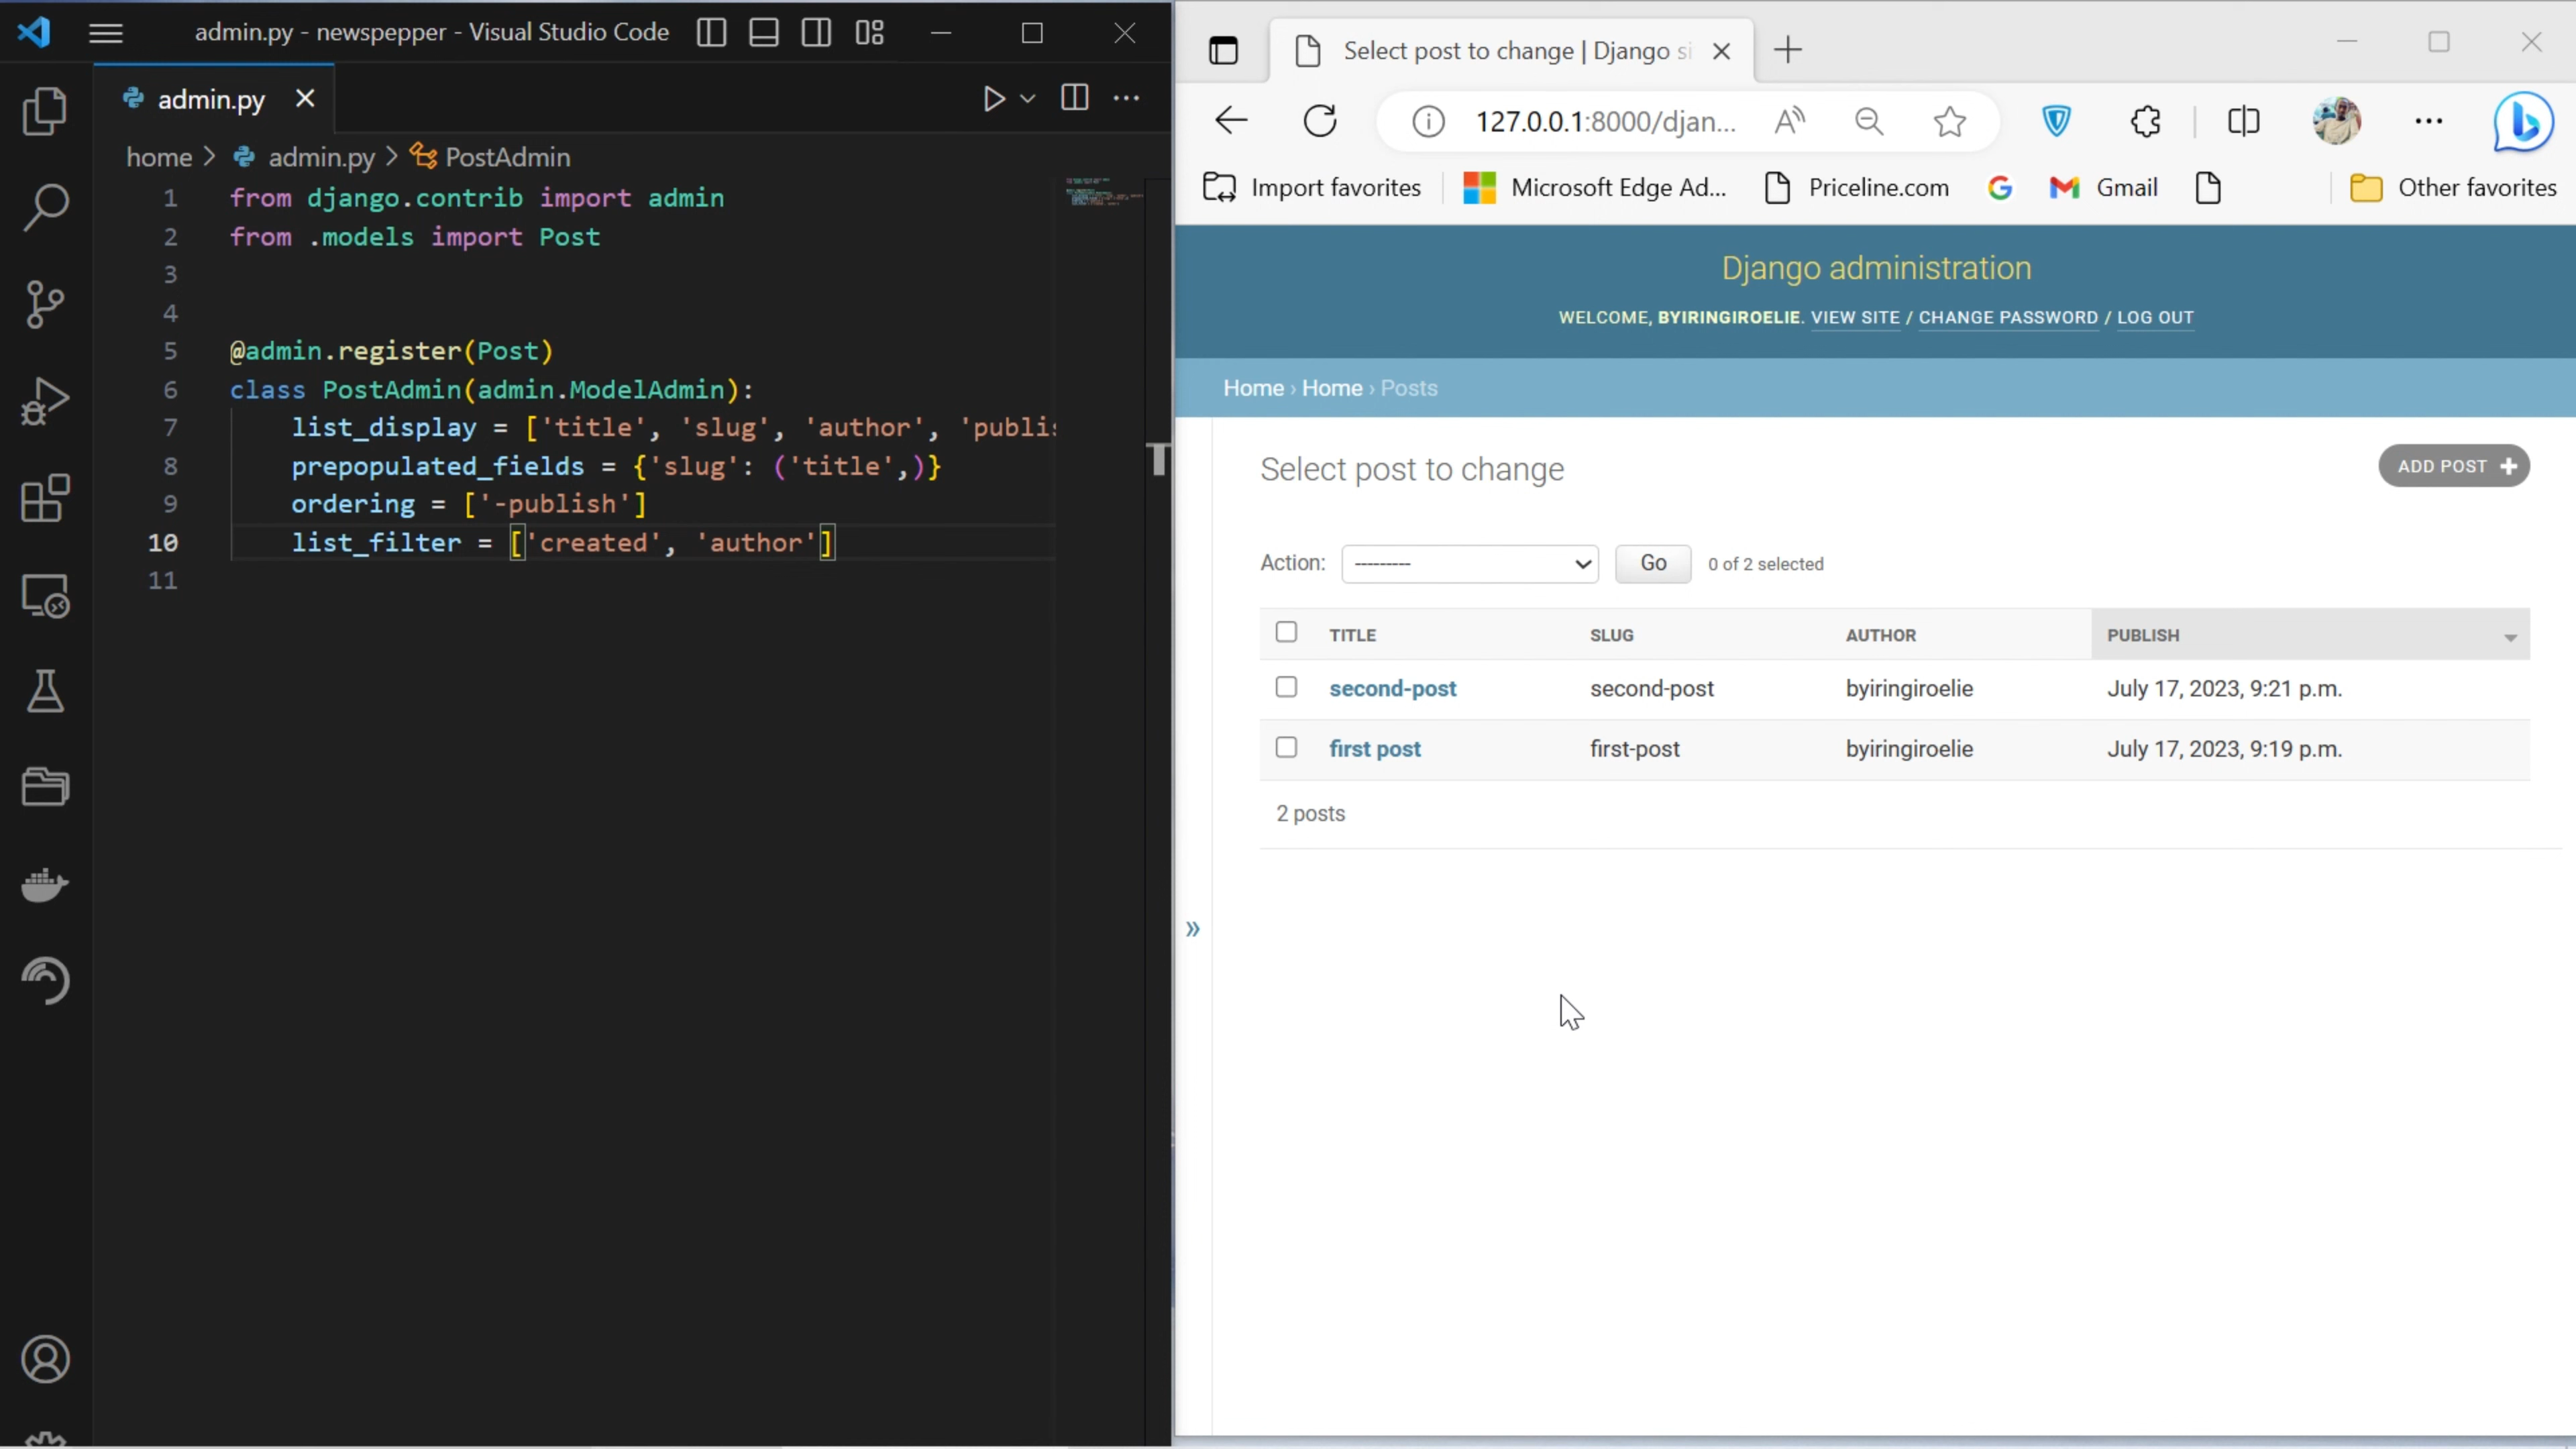 admin.py - newspepper - Visual Studio Code
admin.py
home > admin.py > PostAdmin
1 from django.contrib import admin
2 from .models import Post
3
4
5 @admin.register(Post)
6 class PostAdmin(admin.ModelAdmin):
7 list_display = ['title', 'slug', 'author', 'publis
8 prepopulated_fields = {'slug': ('title',)}
9 ordering = ['-publish']
10 list_filter = ['created', 'author']
11
Select post to change | Django si
127.0.0.1:8000/djan...
Import favorites Microsoft Edge Ad... Priceline.com Gmail Other favorites
Django administration
WELCOME, BYIRINGIROELIE. VIEW SITE / CHANGE PASSWORD / LOG OUT
Home › Home › Posts
Select post to change
ADD POST +
Action: --------- Go 0 of 2 selected
TITLE SLUG AUTHOR PUBLISH
second-post second-post byiringiroelie July 17, 2023, 9:21 p.m.
first post first-post byiringiroelie July 17, 2023, 9:19 p.m.
2 posts
»